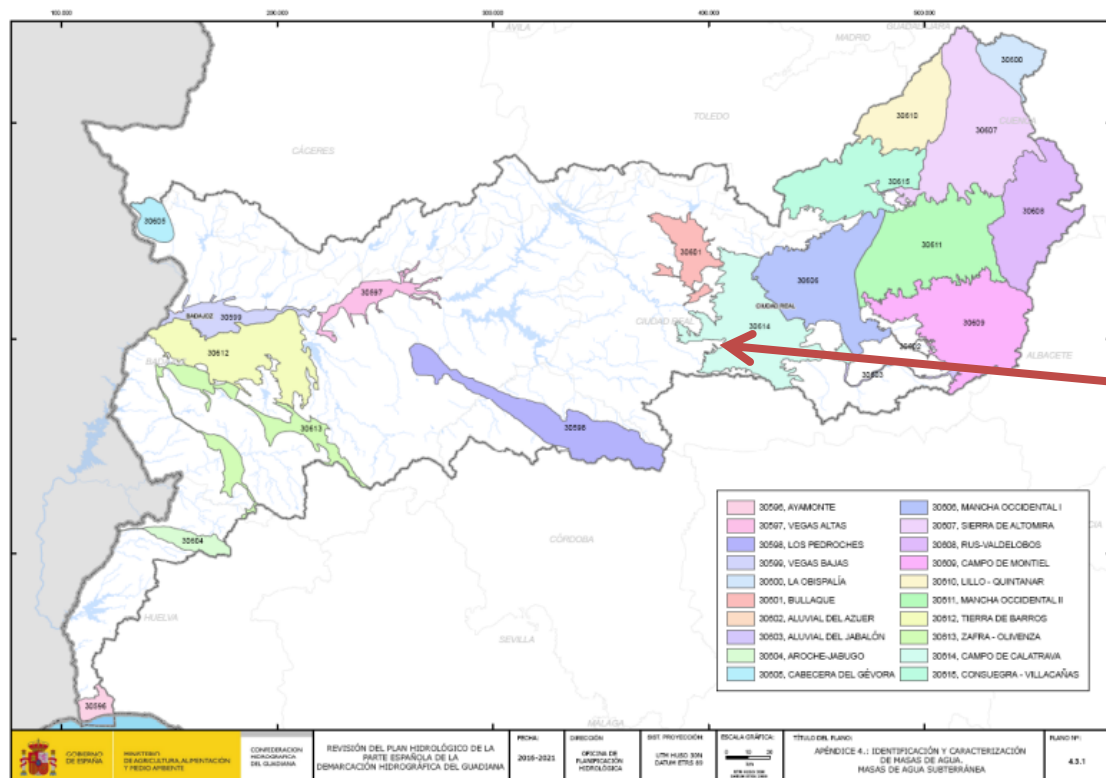 100.000 200.000 300.000 400.000 500.000
ÁVILA
MADRID
GUADALAJARA
30600
TOLEDO
30610
CUENCA
30607
CÁCERES
30615
30605
30608
30611
30601
30597
30606
CIUDAD REAL
BADAJOZ
30599
CIUDAD REAL
30614
30609
30612
BADAJOZ
30602
ALBACETE
30603
30613
30598
30604
CÓRDOBA
HUELVA
SEVILLA
30596
MÁLAGA
30596, AYAMONTE
30597, VEGAS ALTAS
30598, LOS PEDROCHES
30599, VEGAS BAJAS
30600, LA OBISPALÍA
30601, BULLAQUE
30602, ALUVIAL DEL AZUER
30603, ALUVIAL DEL JABALÓN
30604, AROCHE-JABUGO
30605, CABECERA DEL GÉVORA
30606, MANCHA OCCIDENTAL I
30607, SIERRA DE ALTOMIRA
30608, RUS-VALDELOBOS
30609, CAMPO DE MONTIEL
30610, LILLO - QUINTANAR
30611, MANCHA OCCIDENTAL II
30612, TIERRA DE BARROS
30613, ZAFRA - OLIVENZA
30614, CAMPO DE CALATRAVA
30615, CONSUEGRA - VILLACAÑAS
GOBIERNO
DE ESPAÑA
MINISTERIO
DE AGRICULTURA, ALIMENTACIÓN
Y MEDIO AMBIENTE
CONFEDERACION
HIDROGRAFICA
DEL GUADIANA
REVISIÓN DEL PLAN HIDROLÓGICO DE LA
PARTE ESPAÑOLA DE LA
DEMARCACIÓN HIDROGRÁFICA DEL GUADIANA
FECHA:
2016-2021
DIRECCIÓN:
OFICINA DE
PLANIFICACIÓN
HIDROLÓGICA
SIST. PROYECCIÓN:
UTM HUSO 30N
DATUM ETRS 89
ESCALA GRÁFICA:
TÍTULO DEL PLANO:
APÉNDICE 4.: IDENTIFICACIÓN Y CARACTERIZACIÓN
DE MASAS DE AGUA.
MASAS DE AGUA SUBTERRÁNEA
PLANO Nº:
4.3.1